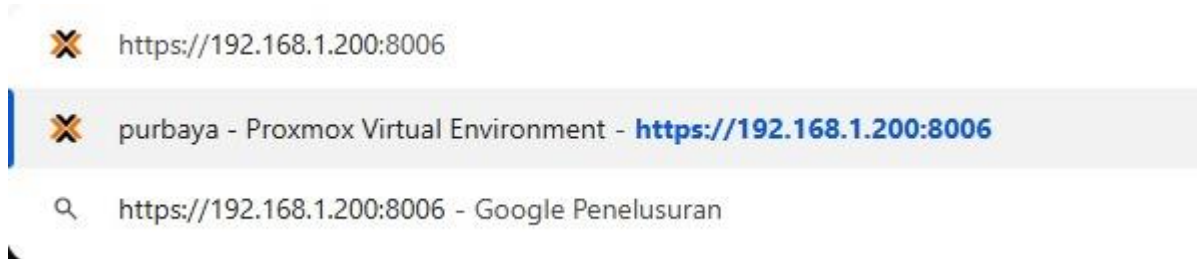 https://192.168.1.200:8006
purbaya - Proxmox Virtual Environment - https://192.168.1.200:8006
https://192.168.1.200:8006 - Google Penelusuran